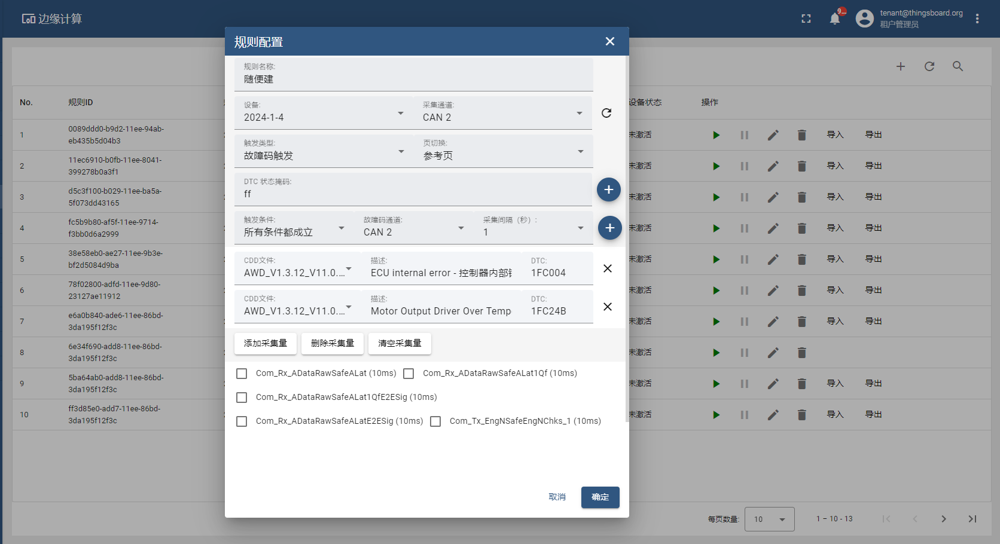 边缘计算
9...
tenant@thingsboard.org
租户管理员
规则配置
规则名称:
随便建
设备:
2024-1-4
采集通道:
CAN 2
触发类型:
故障码触发
页切换:
参考页
DTC 状态掩码:
ff
触发条件:
所有条件都成立
故障码通道:
CAN 2
采集间隔（秒）:
1
CDD文件:
AWD_V1.3.12_V11.0....
描述:
ECU internal error - 控制器内部
DTC:
1FC004
CDD文件:
AWD_V1.3.12_V11.0....
描述:
Motor Output Driver Over Temp
DTC:
1FC24B
添加采集量 删除采集量 清空采集量
Com_Rx_ADataRawSafeALat (10ms) Com_Rx_ADataRawSafeALat1Qf (10ms)
Com_Rx_ADataRawSafeALat1QfE2ESig (10ms)
Com_Rx_ADataRawSafeALatE2ESig (10ms) Com_Tx_EngNSafeEngNChks_1 (10ms)
取消 确定
No. 规则ID 设备状态 操作
1 0089ddd0-b9d2-11ee-94ab-
eb435b5d04b3 未激活 导入 导出
2 11ec6910-b0fb-11ee-8041-
399278b0a3f1 未激活 导入 导出
3 d5c3f100-b029-11ee-ba5a-
5f073dd43165 未激活 导入 导出
4 fc5b9b80-af5f-11ee-9714-
f3bb0d6a2999 未激活 导入 导出
5 38e58eb0-ae27-11ee-9b3e-
bf2d5084d9ba 未激活 导入 导出
6 78f02800-adfd-11ee-9d80-
23127ae11912 未激活 导入 导出
7 e6a0b840-ade6-11ee-86bd-
3da195f12f3c 未激活 导入 导出
8 6e34f690-add8-11ee-86bd-
3da195f12f3c 未激活
9 5ba64ab0-add8-11ee-86bd-
3da195f12f3c 未激活 导入 导出
10 ff3d85e0-add7-11ee-86bd-
3da195f12f3c 未激活 导入 导出
每页数量: 10 1 – 10 - 13